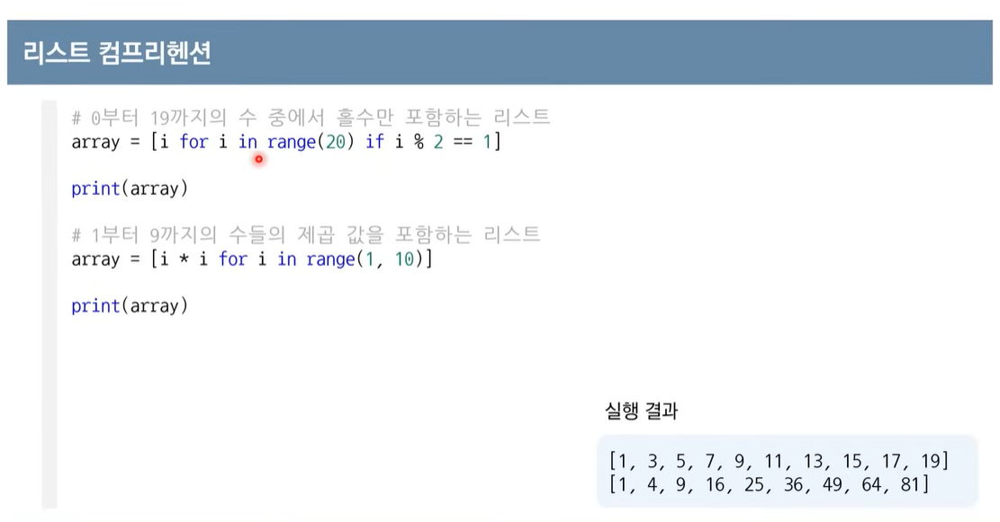 리스트 컴프리헨션
# 0부터 19까지의 수 중에서 홀수만 포함하는 리스트
array = [i for i in range(20) if i % 2 == 1]
print(array)
# 1부터 9까지의 수들의 제곱 값을 포함하는 리스트
array = [i * i for i in range(1, 10)]
print(array)
실행 결과
[1, 3, 5, 7, 9, 11, 13, 15, 17, 19]
[1, 4, 9, 16, 25, 36, 49, 64, 81]